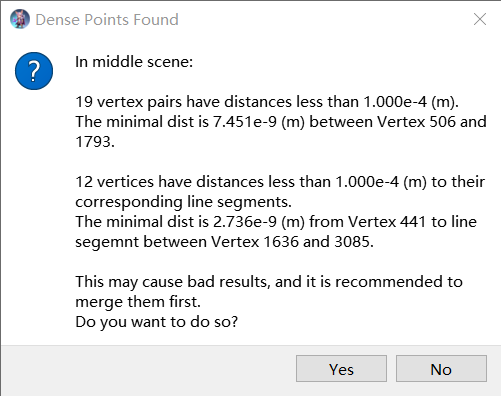 Dense Points Found
In middle scene:
19 vertex pairs have distances less than 1.000e-4 (m).
The minimal dist is 7.451e-9 (m) between Vertex 506 and
1793.
12 vertices have distances less than 1.000e-4 (m) to their
corresponding line segments.
The minimal dist is 2.736e-9 (m) from Vertex 441 to line
segemnt between Vertex 1636 and 3085.
This may cause bad results, and it is recommended to
merge them first.
Do you want to do so?
Yes No